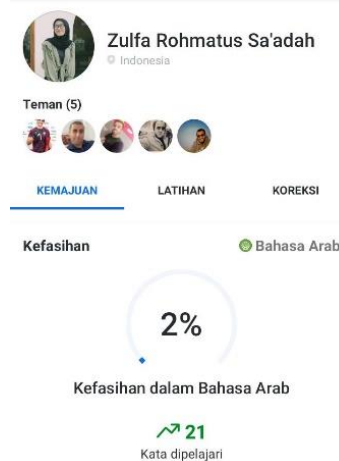 Zulfa Rohmatus Sa'adah
Indonesia
Teman (5)
KEMAJUAN LATIHAN KOREKSI
Kefasihan Bahasa Arab
2%
Kefasihan dalam Bahasa Arab
21
Kata dipelajari